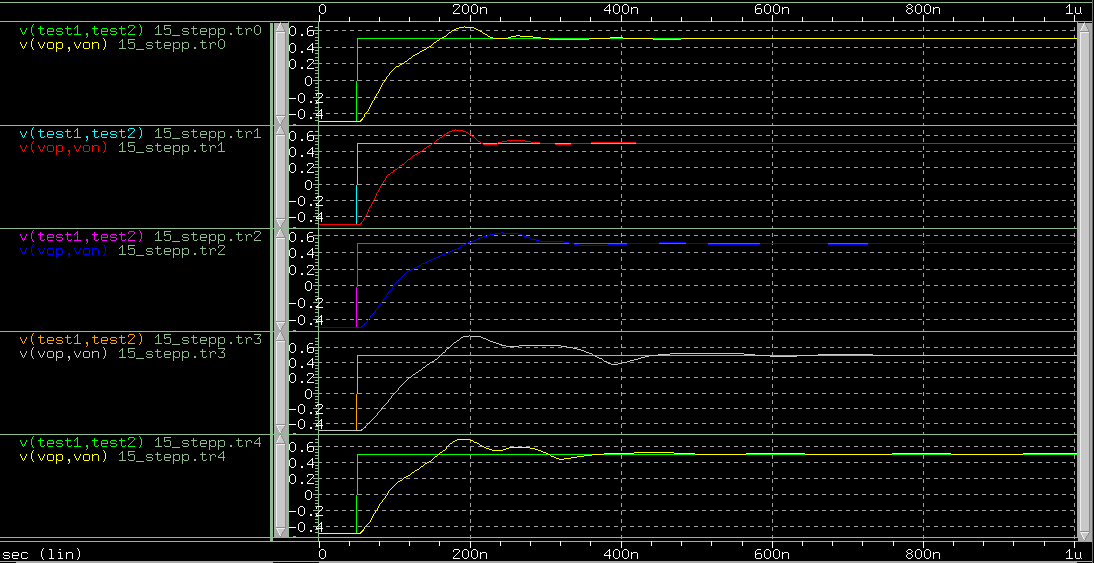 0 200n 400n 600n 800n 1u
v(test1,test2) 15_stepp.tr0
v(vop,von) 15_stepp.tr0
0.6
0.4
0.2
0
-0.2
-0.4
v(test1,test2) 15_stepp.tr1
v(vop,von) 15_stepp.tr1
0.6
0.4
0.2
0
-0.2
-0.4
v(test1,test2) 15_stepp.tr2
v(vop,von) 15_stepp.tr2
0.6
0.4
0.2
0
-0.2
-0.4
v(test1,test2) 15_stepp.tr3
v(vop,von) 15_stepp.tr3
0.6
0.4
0.2
0
-0.2
-0.4
v(test1,test2) 15_stepp.tr4
v(vop,von) 15_stepp.tr4
0.6
0.4
0.2
0
-0.2
-0.4
sec (lin) 0 200n 400n 600n 800n 1u